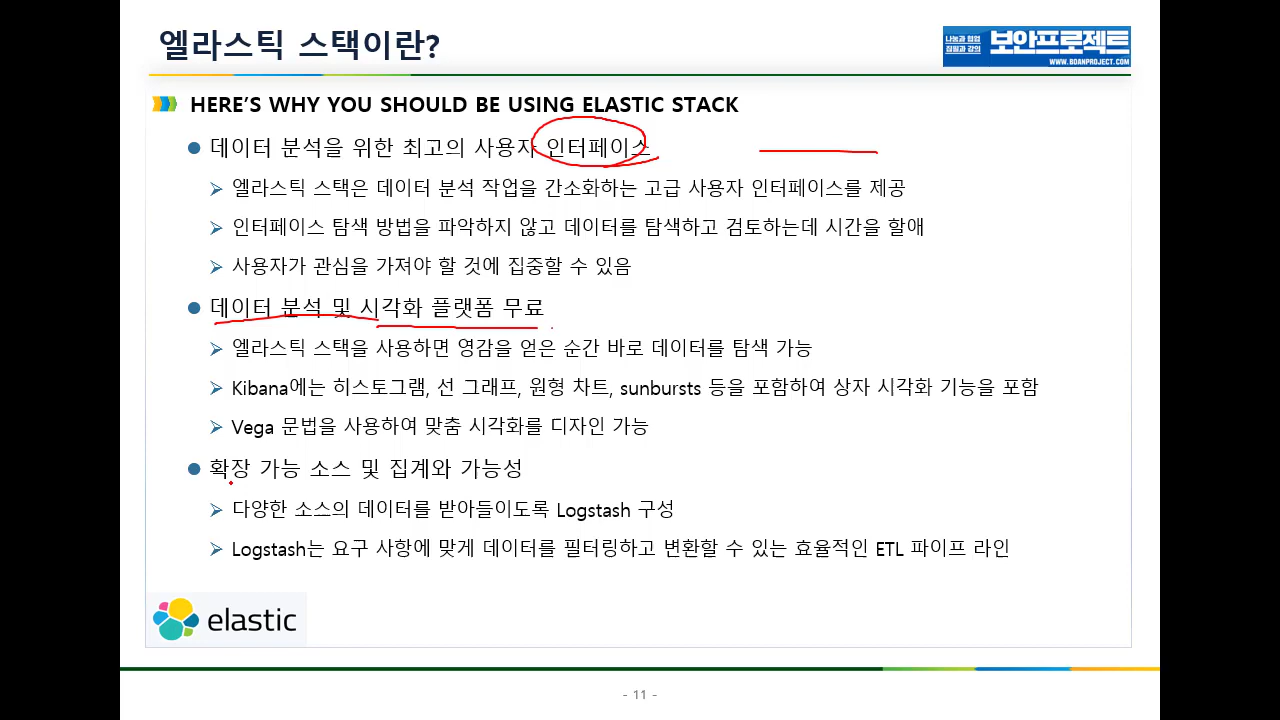 엘라스틱 스택이란?
나눔과 협업
집필과 강의
보안프로젝트
WWW.BOANPROJECT.COM
HERE'S WHY YOU SHOULD BE USING ELASTIC STACK
데이터 분석을 위한 최고의 사용자 인터페이스
엘라스틱 스택은 데이터 분석 작업을 간소화하는 고급 사용자 인터페이스를 제공
인터페이스 탐색 방법을 파악하지 않고 데이터를 탐색하고 검토하는데 시간을 할애
사용자가 관심을 가져야 할 것에 집중할 수 있음
데이터 분석 및 시각화 플랫폼 무료
엘라스틱 스택을 사용하면 영감을 얻은 순간 바로 데이터를 탐색 가능
Kibana에는 히스토그램, 선 그래프, 원형 차트, sunbursts 등을 포함하여 상자 시각화 기능을 포함
Vega 문법을 사용하여 맞춤 시각화를 디자인 가능
확장 가능 소스 및 집계와 가능성
다양한 소스의 데이터를 받아들이도록 Logstash 구성
Logstash는 요구 사항에 맞게 데이터를 필터링하고 변환할 수 있는 효율적인 ETL 파이프 라인
elastic
- 11 -